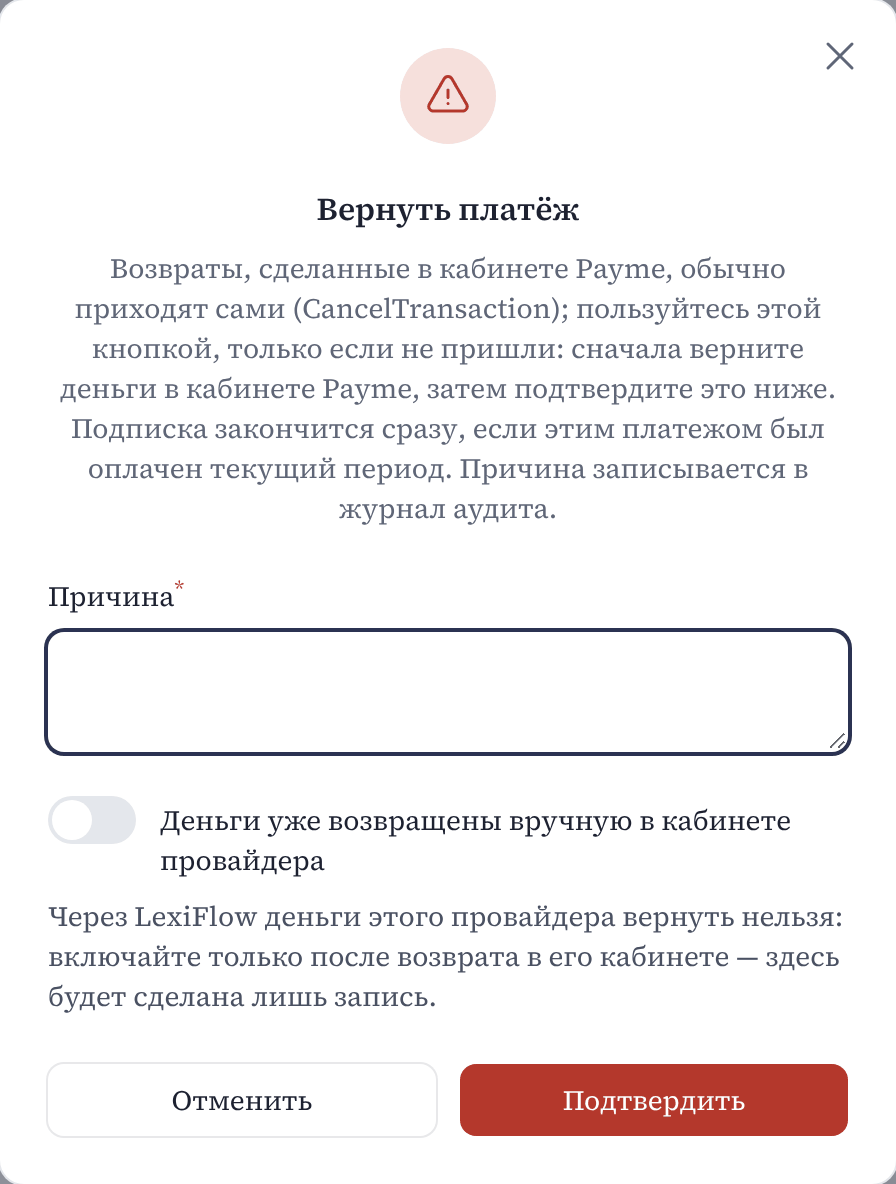 Вернуть платёж
Возвраты, сделанные в кабинете Payme, обычно
приходят сами (CancelTransaction); пользуйтесь этой
кнопкой, только если не пришли: сначала верните
деньги в кабинете Payme, затем подтвердите это ниже.
Подписка закончится сразу, если этим платежом был
оплачен текущий период. Причина записывается в
журнал аудита.
Причина*
Деньги уже возвращены вручную в кабинете
провайдера
Через LexiFlow деньги этого провайдера вернуть нельзя:
включайте только после возврата в его кабинете — здесь
будет сделана лишь запись.
Отменить
Подтвердить